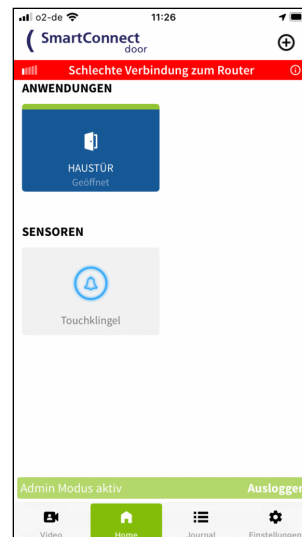 o2-de 11:26
SmartConnect
door
Schlechte Verbindung zum Router
ANWENDUNGEN
HAUSTÜR
Geöffnet
SENSOREN
Touchklingel
Admin Modus aktiv Ausloggen
Video Home Journal Einstellungen